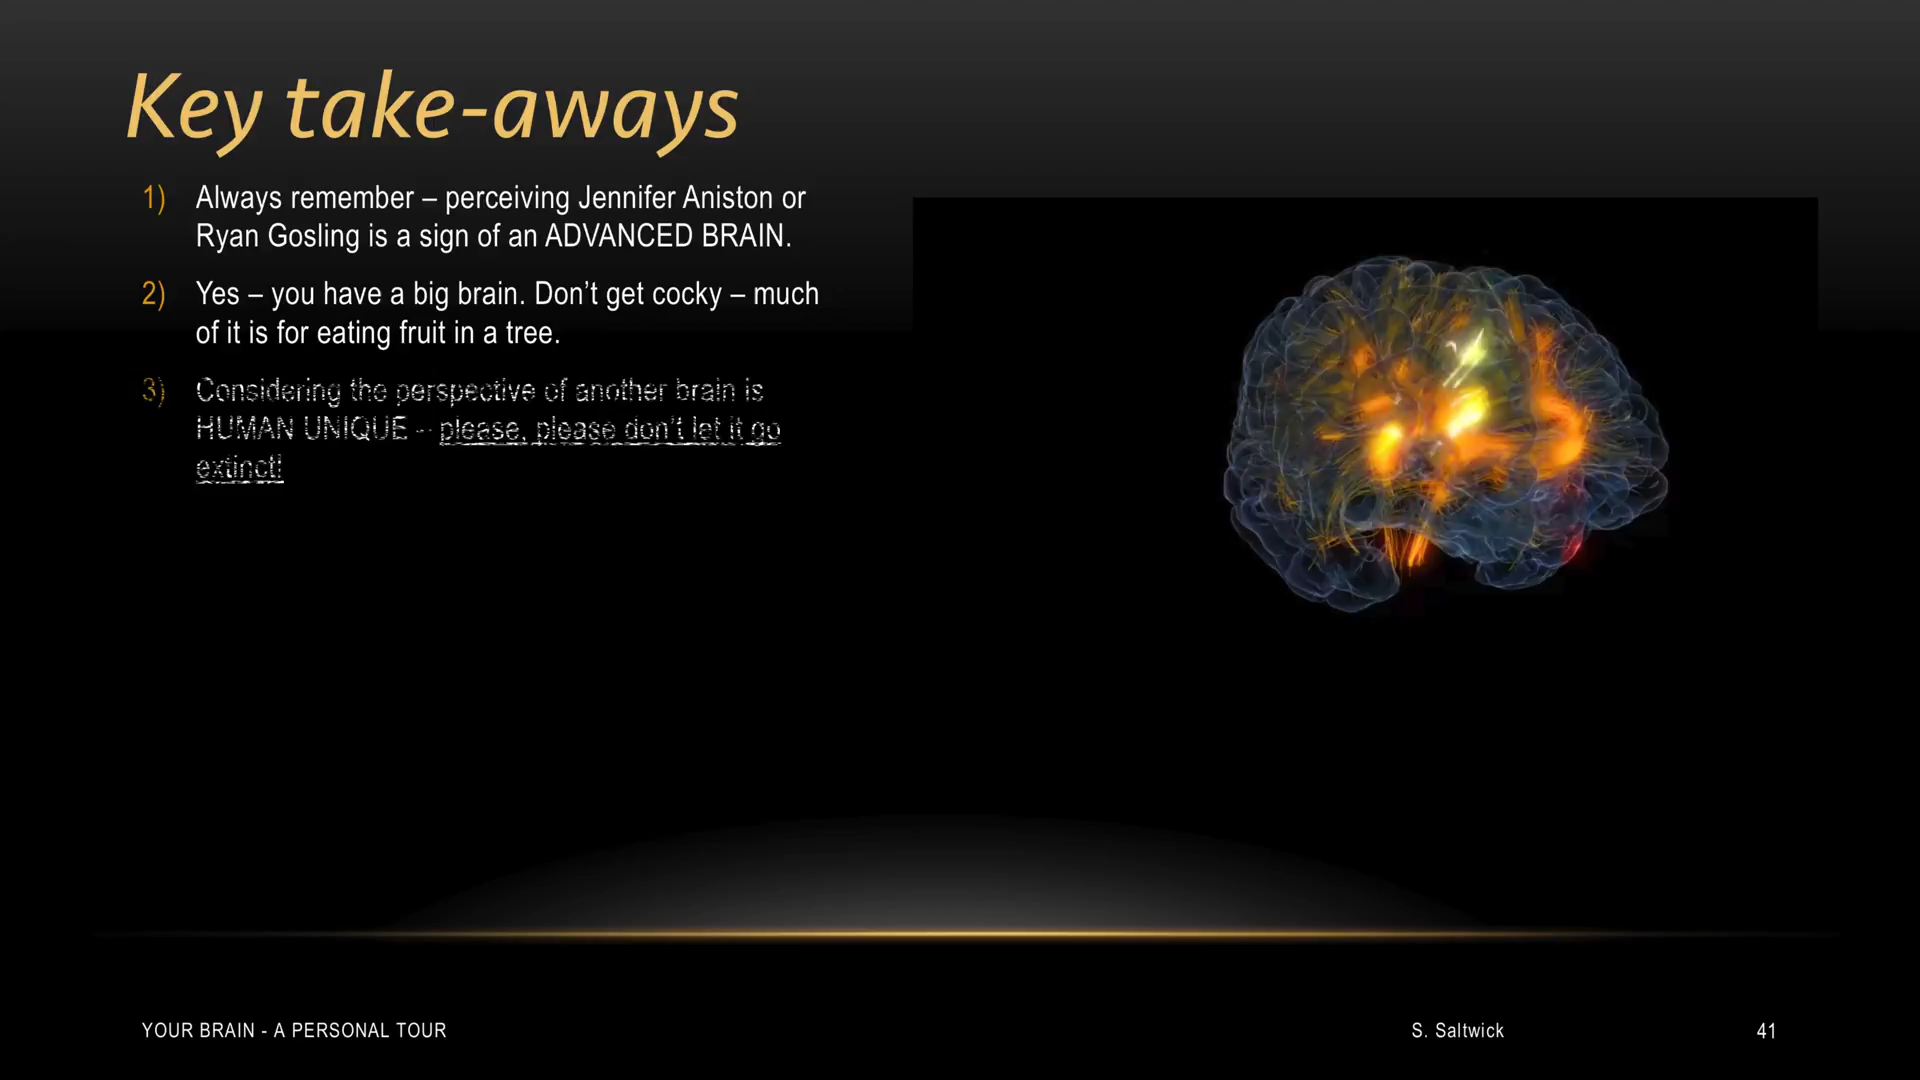 Key take-aways
1) Always remember – perceiving Jennifer Aniston or
Ryan Gosling is a sign of an ADVANCED BRAIN.
2) Yes – you have a big brain. Don’t get cocky – much
of it is for eating fruit in a tree.
3) Considering the perspective of another brain is
HUMAN UNIQUE – please, please don’t let it go
extinct!
YOUR BRAIN - A PERSONAL TOUR
S. Saltwick
41